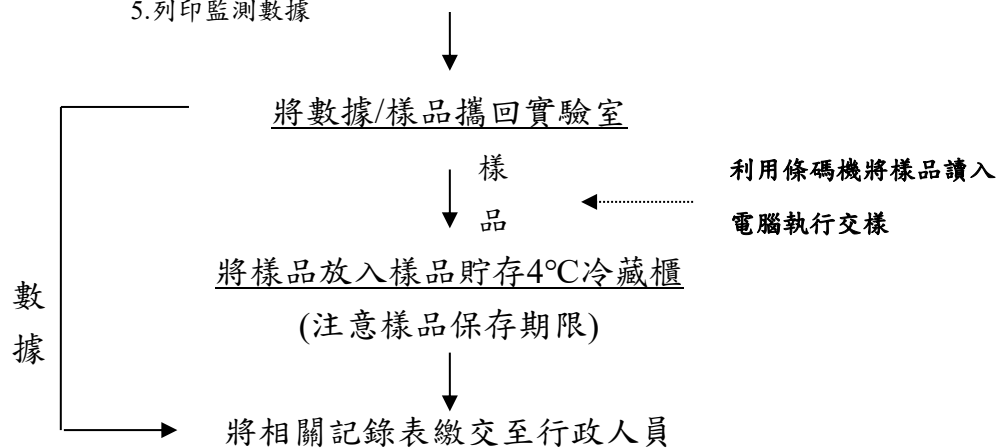 5.列印監測數據
將數據/樣品攜回實驗室
樣
品
利用條碼機將樣品讀入
電腦執行交樣
將樣品放入樣品貯存4°C冷藏櫃
(注意樣品保存期限)
數
據
將相關記錄表繳交至行政人員